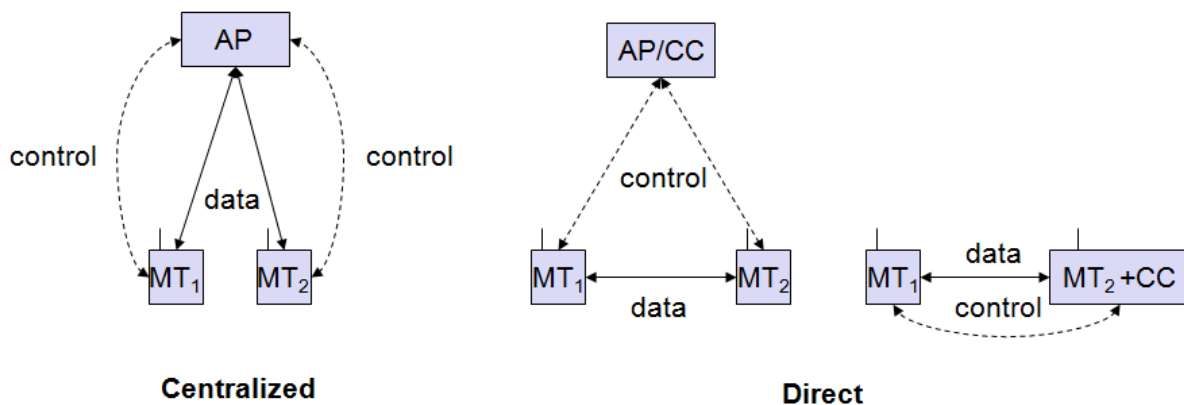 AP
control
control
data
MT₁
MT₂
Centralized
AP/CC
control
MT₁
MT₂
data
data
MT₁
MT₂ +CC
control
Direct